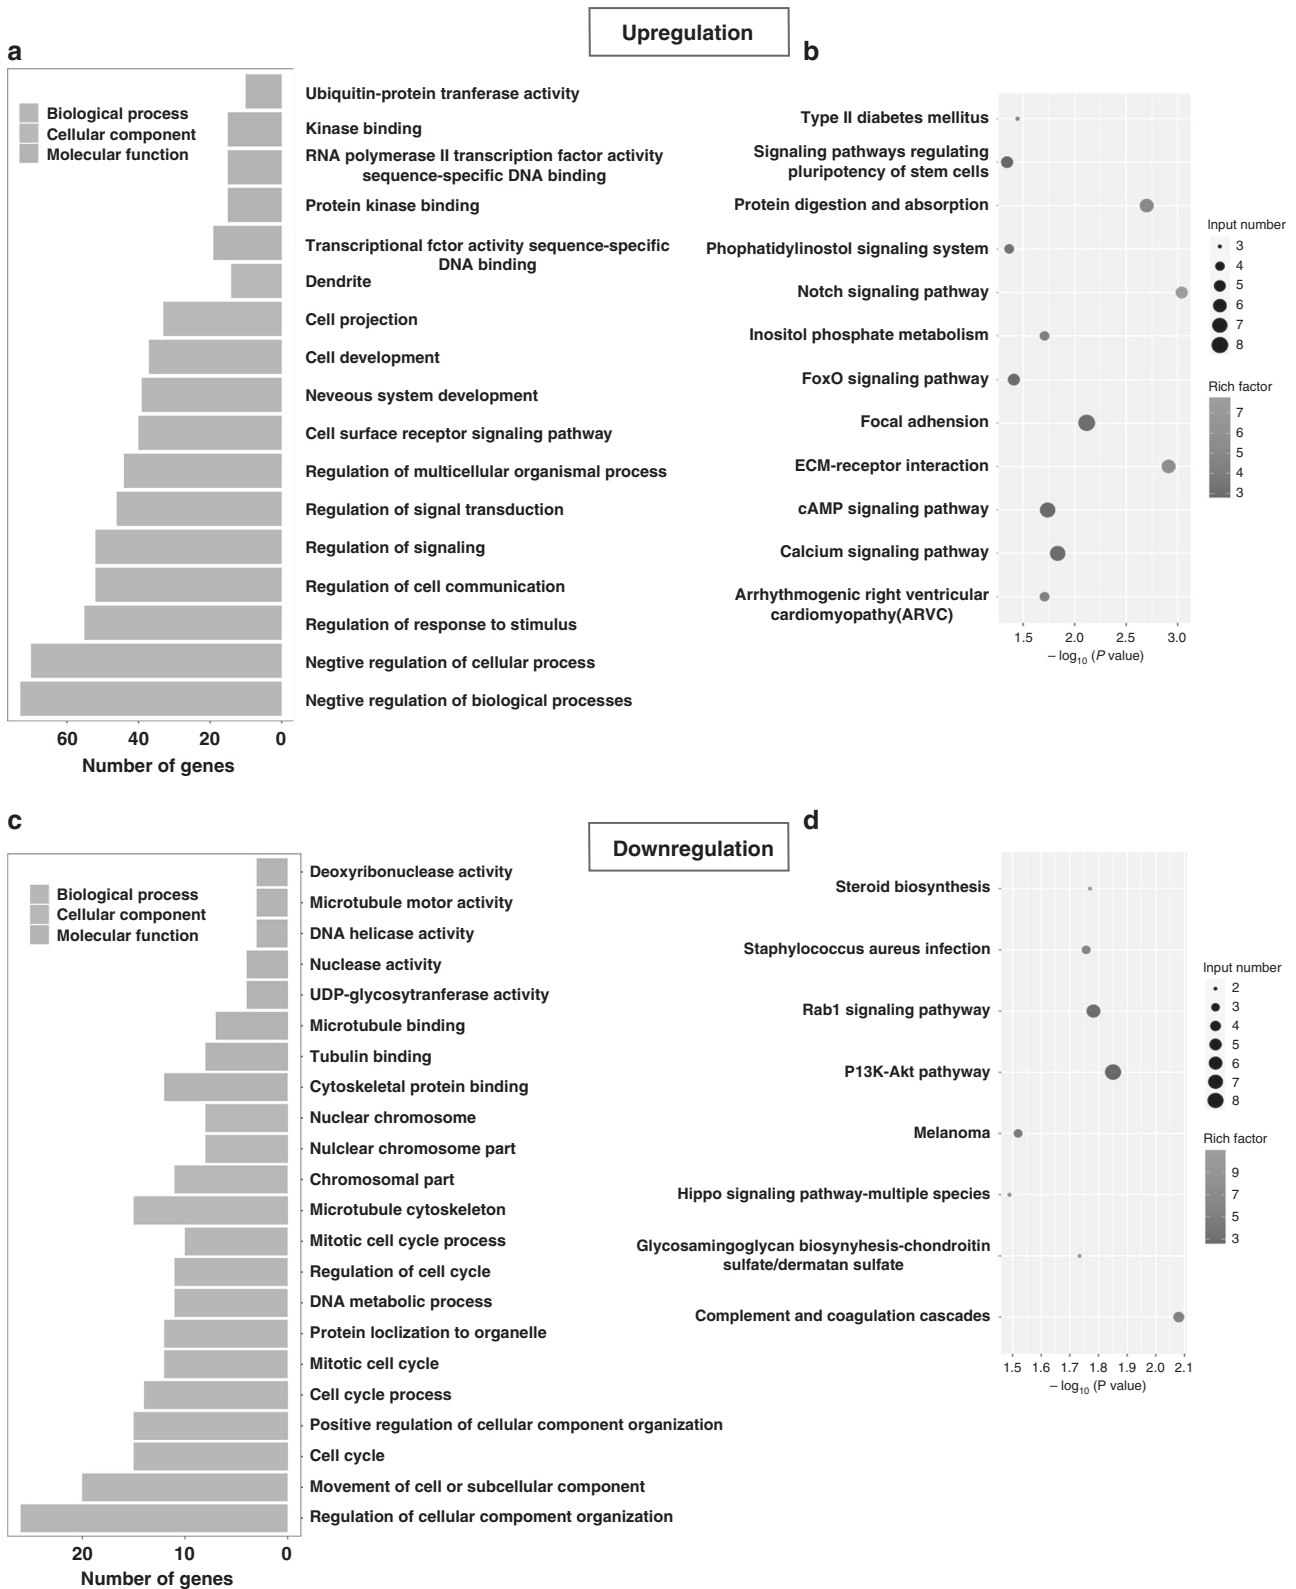 Upregulation
a
Biological process
Cellular component
Molecular function
Ubiquitin-protein tranferase activity
Kinase binding
RNA polymerase II transcription factor activity
sequence-specific DNA binding
Protein kinase binding
Transcriptional fctor activity sequence-specific
DNA binding
Dendrite
Cell projection
Cell development
Neveous system development
Cell surface receptor signaling pathway
Regulation of multicellular organismal process
Regulation of signal transduction
Regulation of signaling
Regulation of cell communication
Regulation of response to stimulus
Negtive regulation of cellular process
Negtive regulation of biological processes
60 40 20 0
Number of genes
b
Type II diabetes mellitus
Signaling pathways regulating
pluripotency of stem cells
Protein digestion and absorption
Phophatidylinostol signaling system
Notch signaling pathway
Inositol phosphate metabolism
FoxO signaling pathway
Focal adhension
ECM-receptor interaction
cAMP signaling pathway
Calcium signaling pathway
Arrhythmogenic right ventricular
cardiomyopathy(ARVC)
1.5 2.0 2.5 3.0
– log10 (P value)
Input number
3
4
5
6
7
8
Rich factor
7
6
5
4
3
c
Downregulation
Biological process
Cellular component
Molecular function
Deoxyribonuclease activity
Microtubule motor activity
DNA helicase activity
Nuclease activity
UDP-glycosytranferase activity
Microtubule binding
Tubulin binding
Cytoskeletal protein binding
Nuclear chromosome
Nulclear chromosome part
Chromosomal part
Microtubule cytoskeleton
Mitotic cell cycle process
Regulation of cell cycle
DNA metabolic process
Protein loclization to organelle
Mitotic cell cycle
Cell cycle process
Positive regulation of cellular component organization
Cell cycle
Movement of cell or subcellular component
Regulation of cellular compoment organization
20 10 0
Number of genes
d
Steroid biosynthesis
Staphylococcus aureus infection
Rab1 signaling pathyway
P13K-Akt pathyway
Melanoma
Hippo signaling pathway-multiple species
Glycosamingoglycan biosynyhesis-chondroitin
sulfate/dermatan sulfate
Complement and coagulation cascades
1.5 1.6 1.7 1.8 1.9 2.0 2.1
– log10 (P value)
Input number
2
3
4
5
6
7
8
Rich factor
9
7
5
3